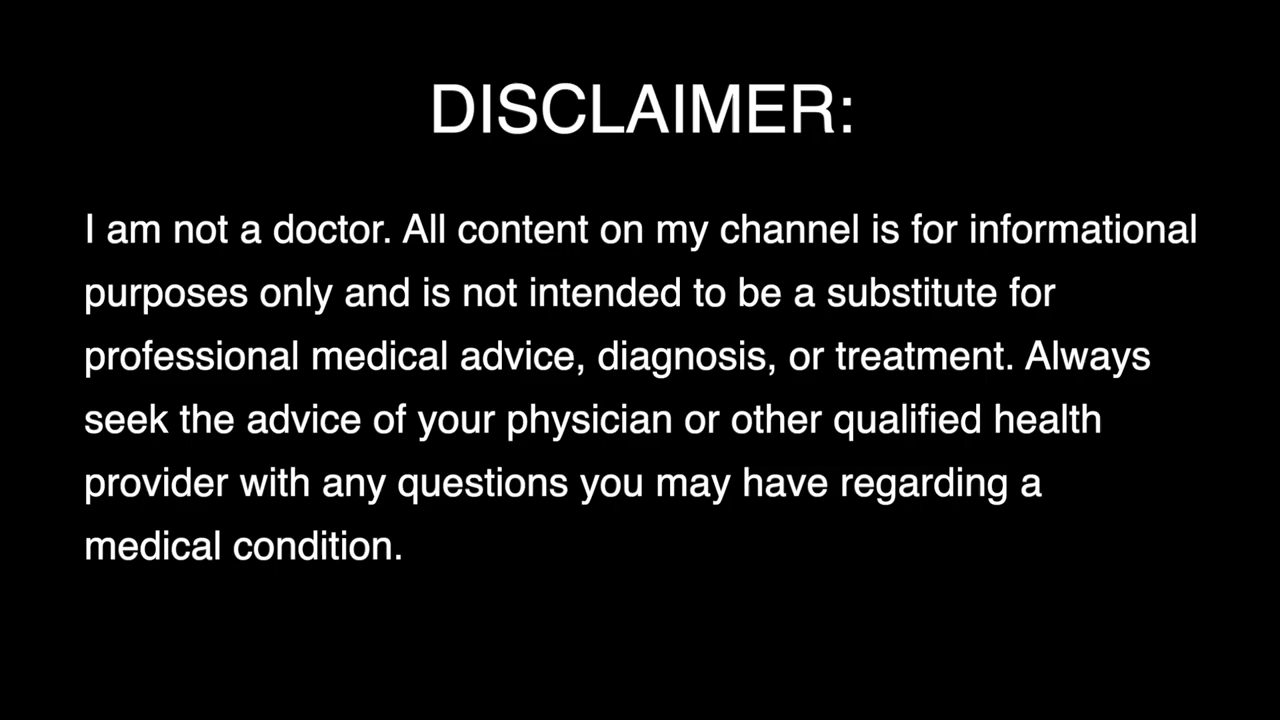 DISCLAIMER:
I am not a doctor. All content on my channel is for informational
purposes only and is not intended to be a substitute for
professional medical advice, diagnosis, or treatment. Always
seek the advice of your physician or other qualified health
provider with any questions you may have regarding a
medical condition.